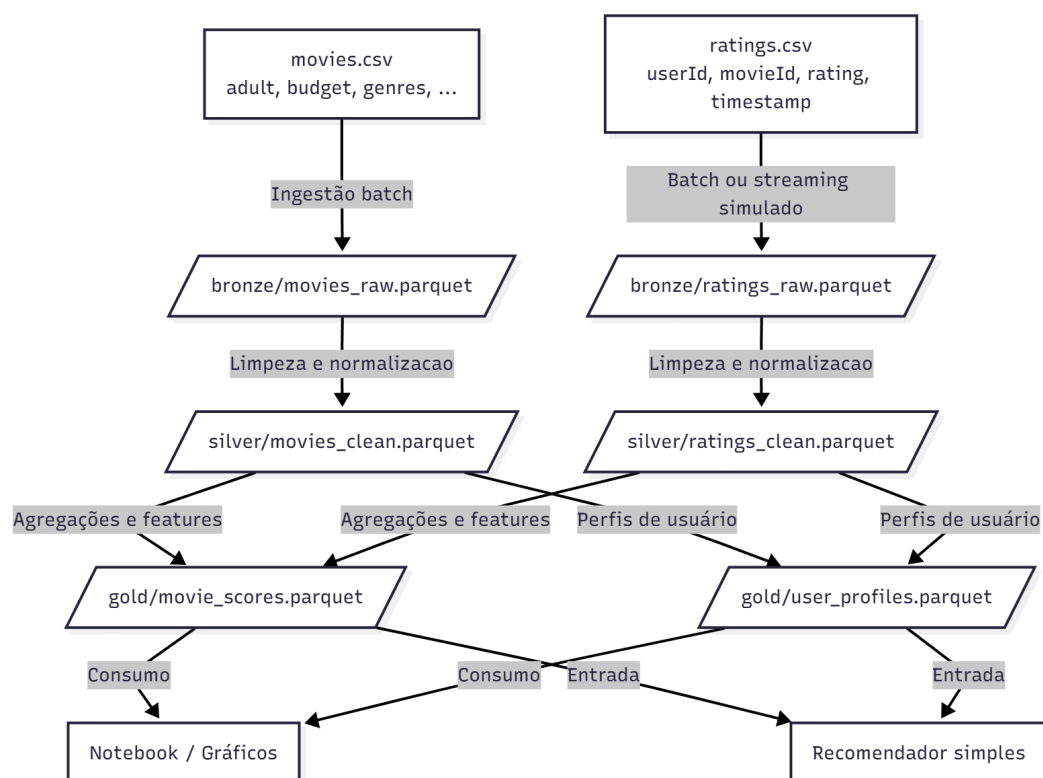 movies.csv
adult, budget, genres, ...
ratings.csv
userId, movieId, rating,
timestamp
Ingestão batch
Batch ou streaming
simulado
bronze/movies_raw.parquet
bronze/ratings_raw.parquet
Limpeza e normalizacao
Limpeza e normalizacao
silver/movies_clean.parquet
silver/ratings_clean.parquet
Agregações e features
Agregações e features
Perfis de usuário
Perfis de usuário
gold/movie_scores.parquet
gold/user_profiles.parquet
Consumo
Consumo
Entrada
Entrada
Notebook / Gráficos
Recomendador simples